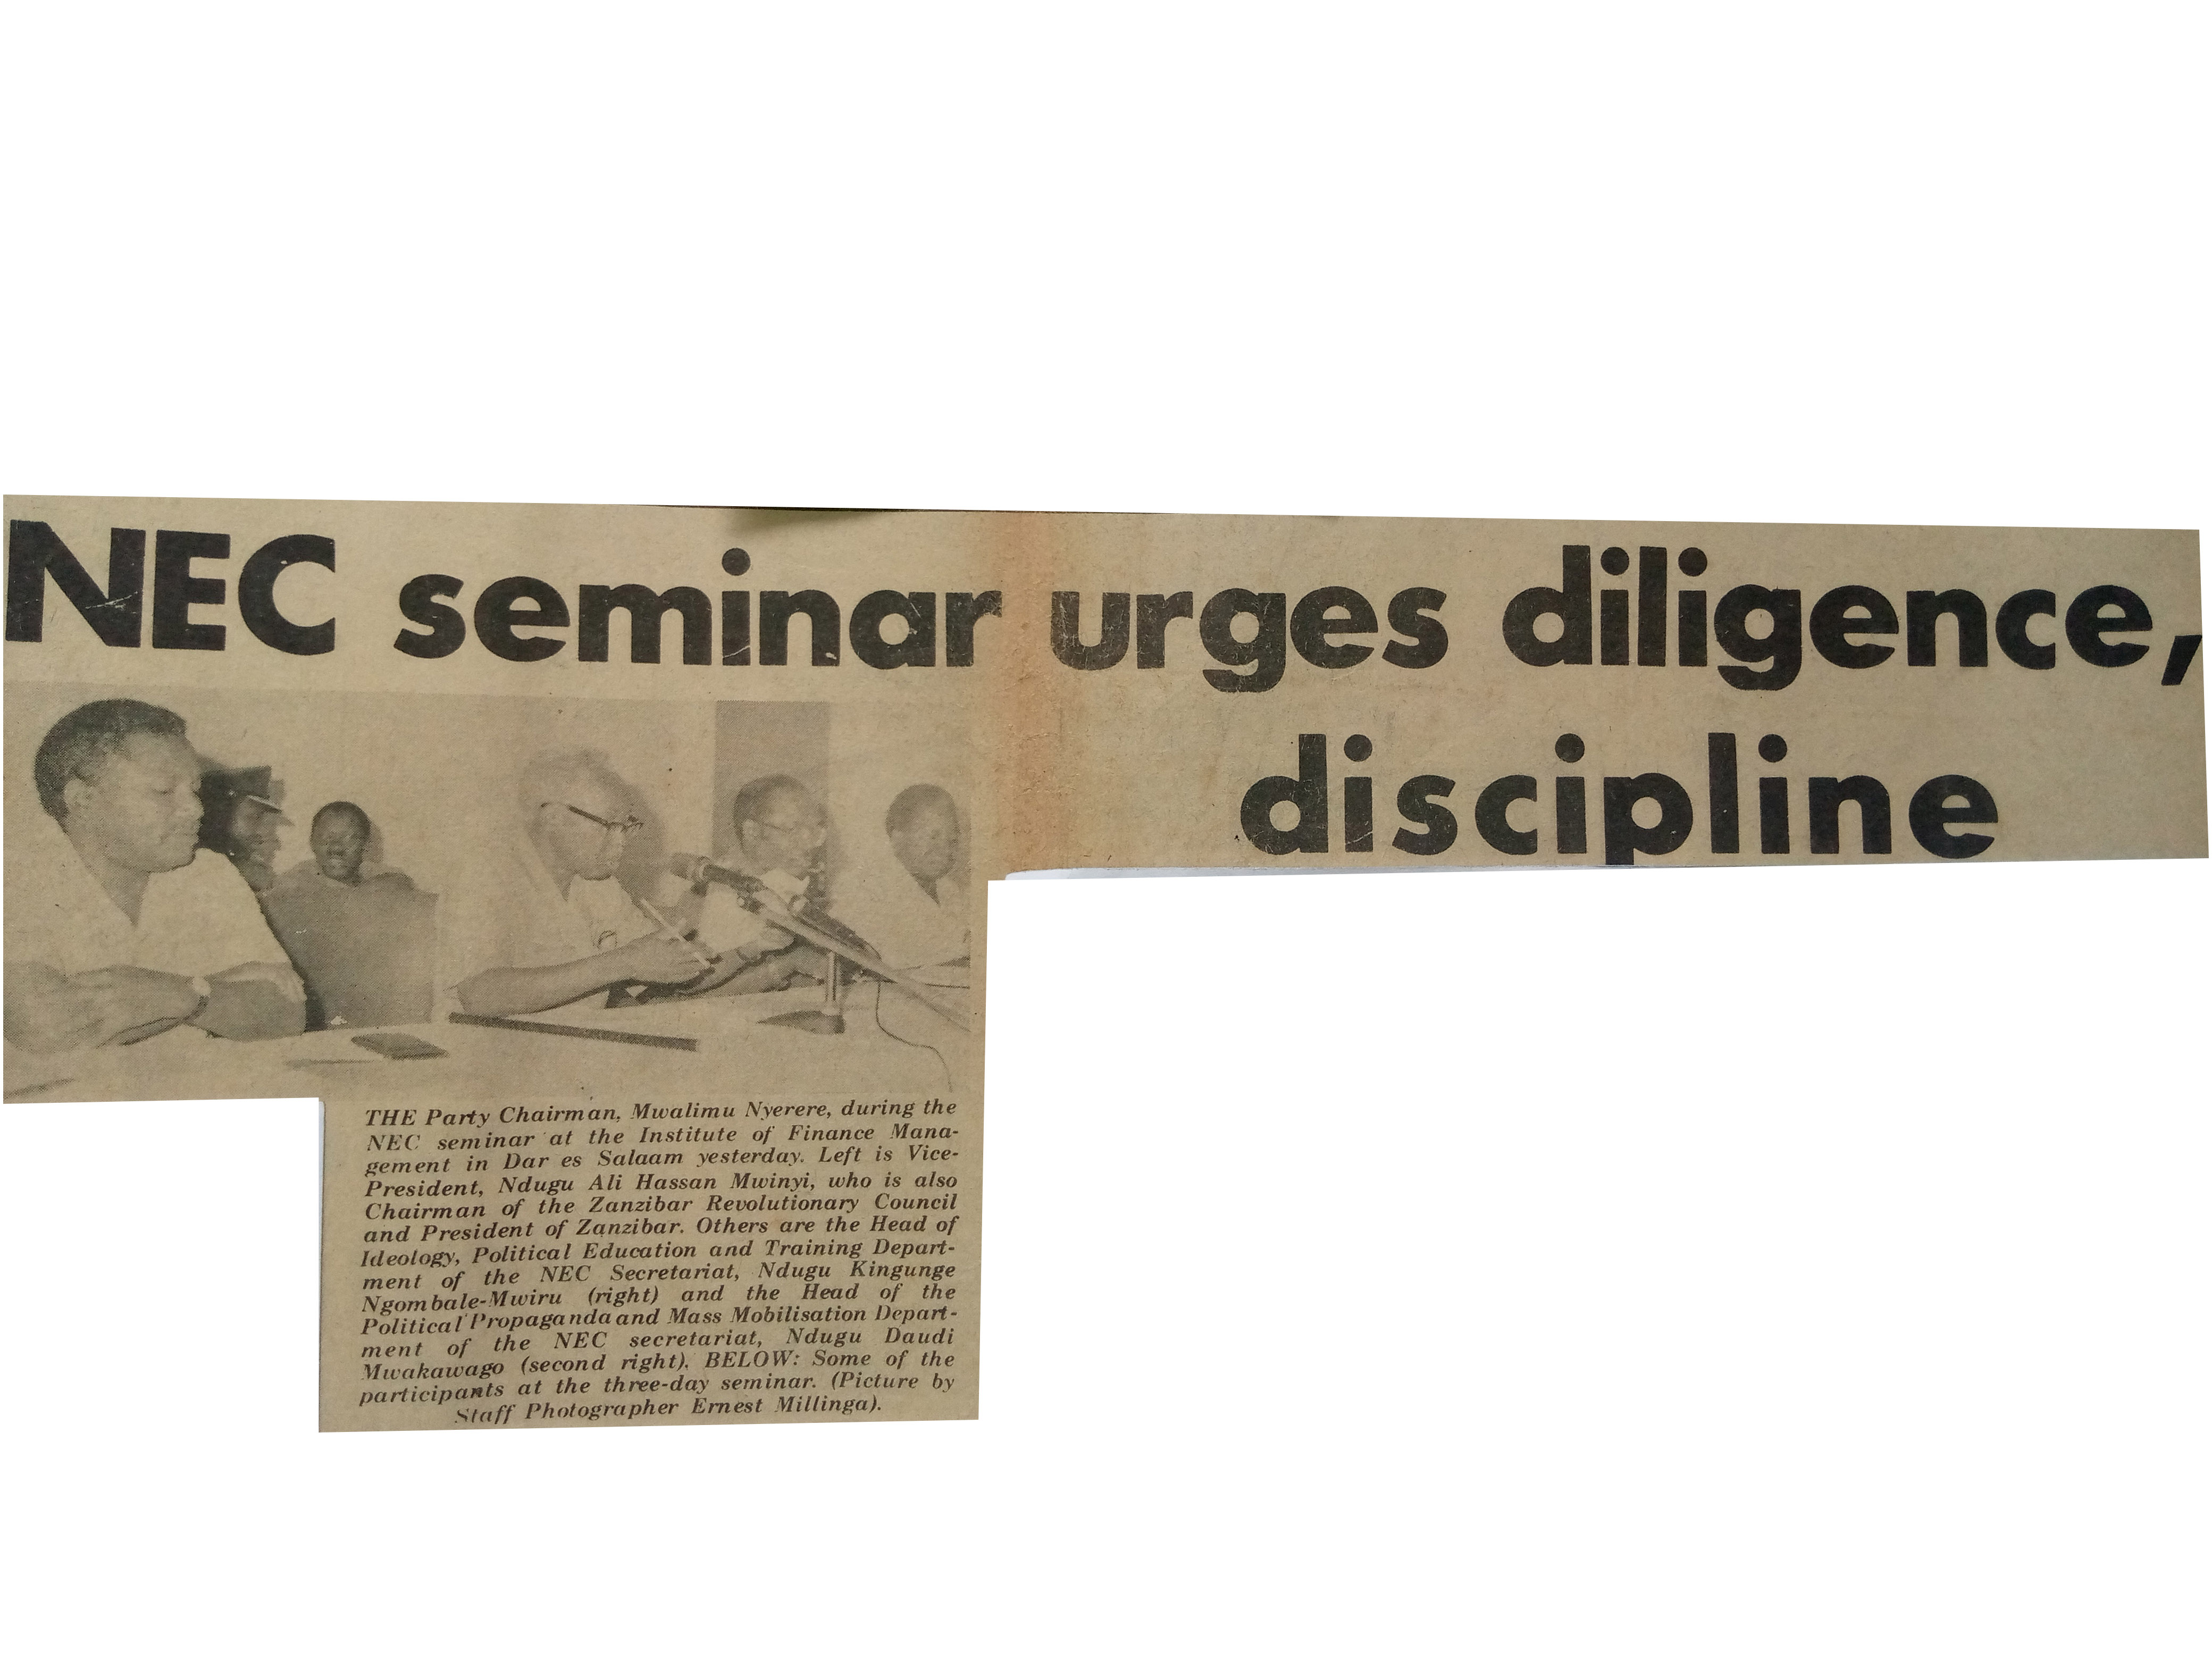 NEC seminar urges diligence,
discipline
THE Party Chairman, Mwalimu Nyerere, during the
NEC seminar at the Institute of Finance Mana-
gement in Dar es Salaam yesterday. Left is Vice-
President, Ndugu Ali Hassan Mwinyi, who is also
Chairman of the Zanzibar Revolutionary Council
and President of Zanzibar. Others are the Head of
Ideology, Political Education and Training Depart-
ment of the NEC Secretariat, Ndugu Kingunge
Ngombale-Mwiru (right) and the Head of the
Political Propaganda and Mass Mobilisation Depart-
ment of the NEC secretariat, Ndugu Daudi
Mwakawago (second right). BELOW: Some of the
participants at the three-day seminar. (Picture by
Staff Photographer Ernest Millinga).